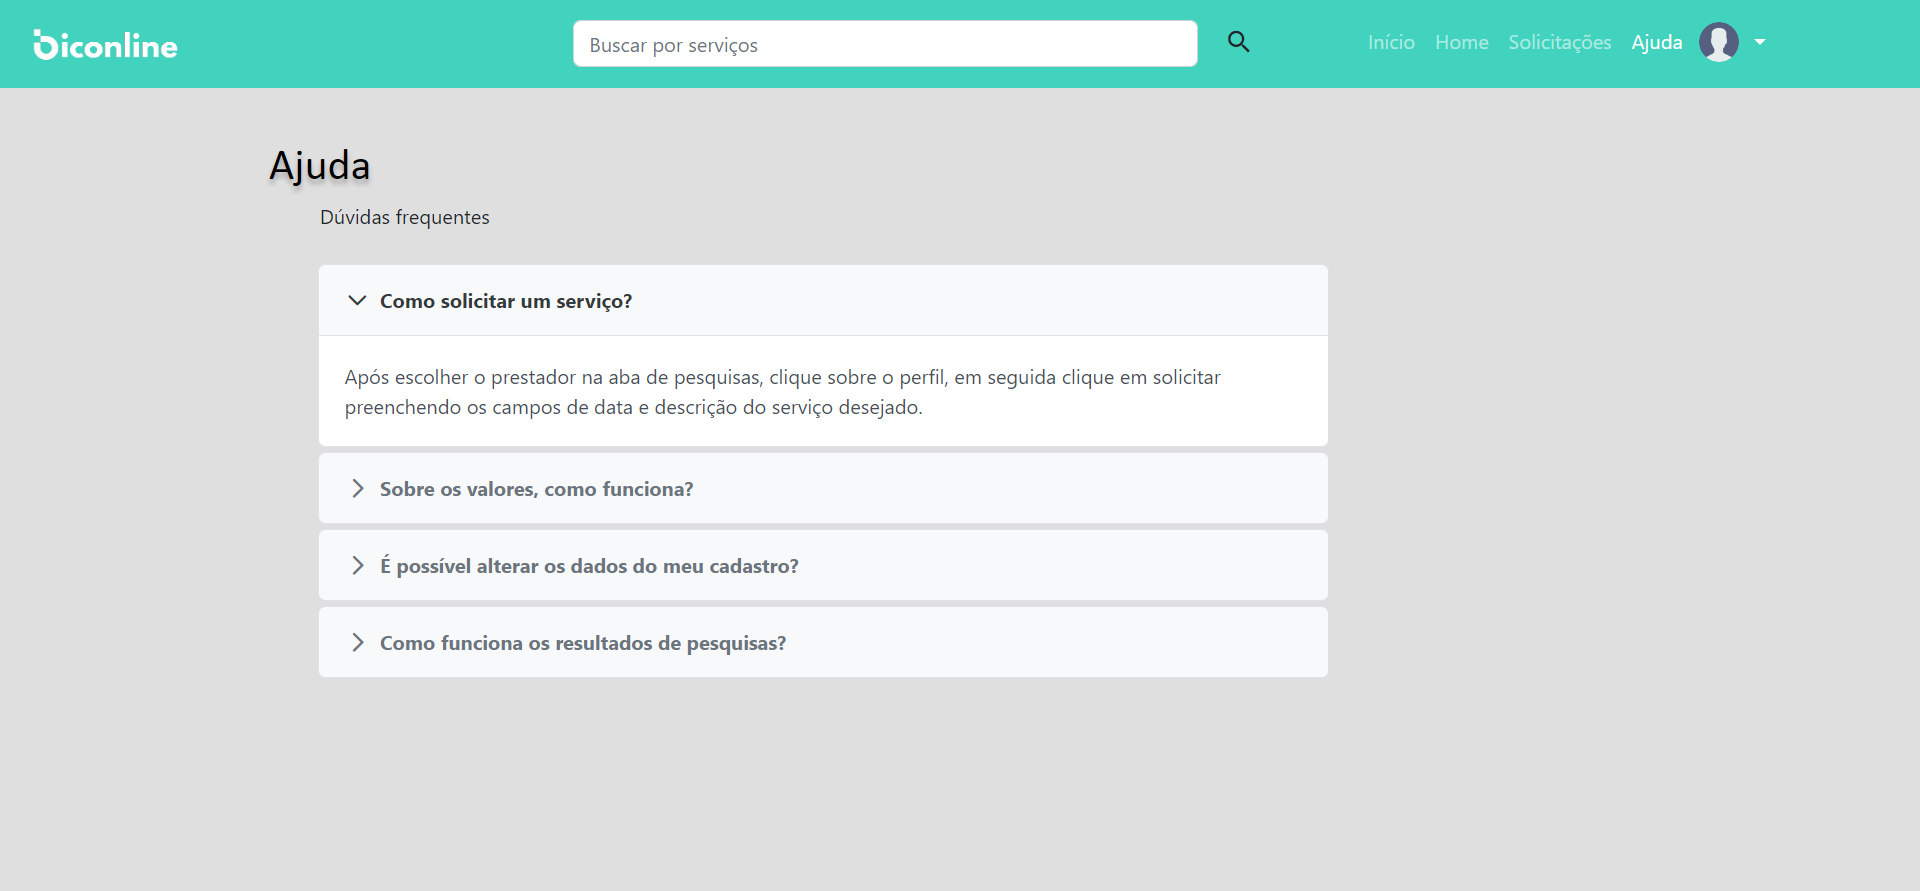 biconline
Buscar por serviços
Início Home Solicitações Ajuda
Ajuda
Dúvidas frequentes
Como solicitar um serviço?
Após escolher o prestador na aba de pesquisas, clique sobre o perfil, em seguida clique em solicitar
preenchendo os campos de data e descrição do serviço desejado.
Sobre os valores, como funciona?
É possível alterar os dados do meu cadastro?
Como funciona os resultados de pesquisas?